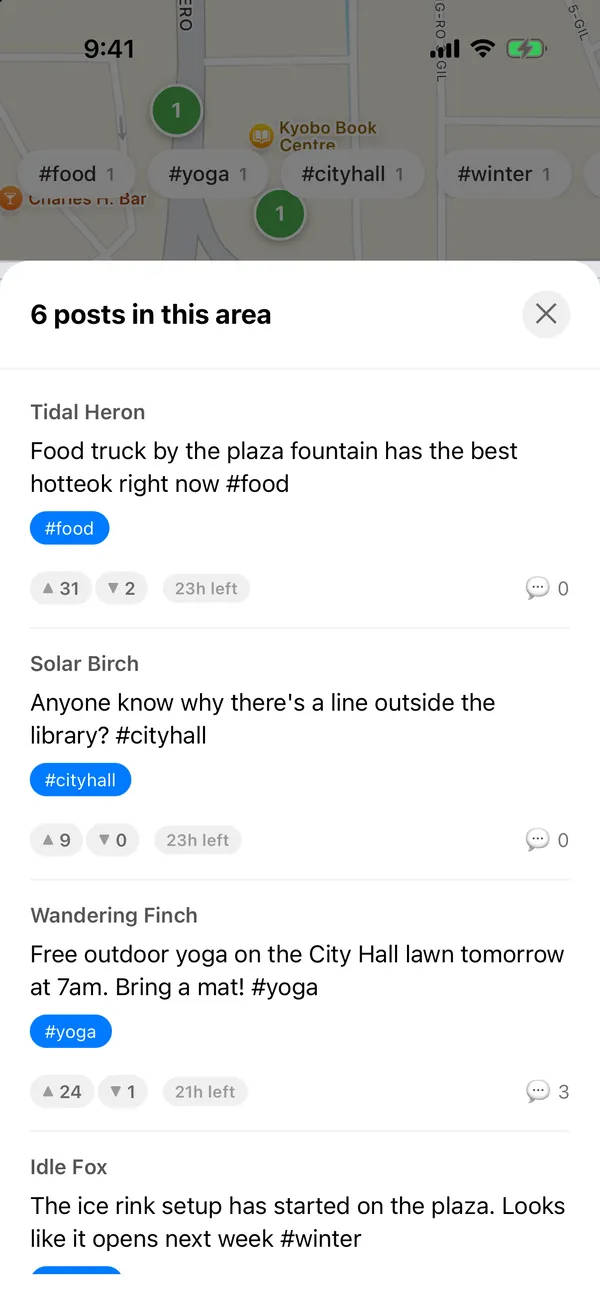 ERO
G-RO
GIL
5-GIL
9:41
1
Kyobo Book
Centre
#food 1
#yoga 1
#cityhall 1
#winter 1
Charles H. Bar
1
6 posts in this area
Tidal Heron
Food truck by the plaza fountain has the best
hotteok right now #food
#food
▲ 31 ▼ 2 23h left 0
Solar Birch
Anyone know why there's a line outside the
library? #cityhall
#cityhall
▲ 9 ▼ 0 23h left 0
Wandering Finch
Free outdoor yoga on the City Hall lawn tomorrow
at 7am. Bring a mat! #yoga
#yoga
▲ 24 ▼ 1 21h left 3
Idle Fox
The ice rink setup has started on the plaza. Looks
like it opens next week #winter